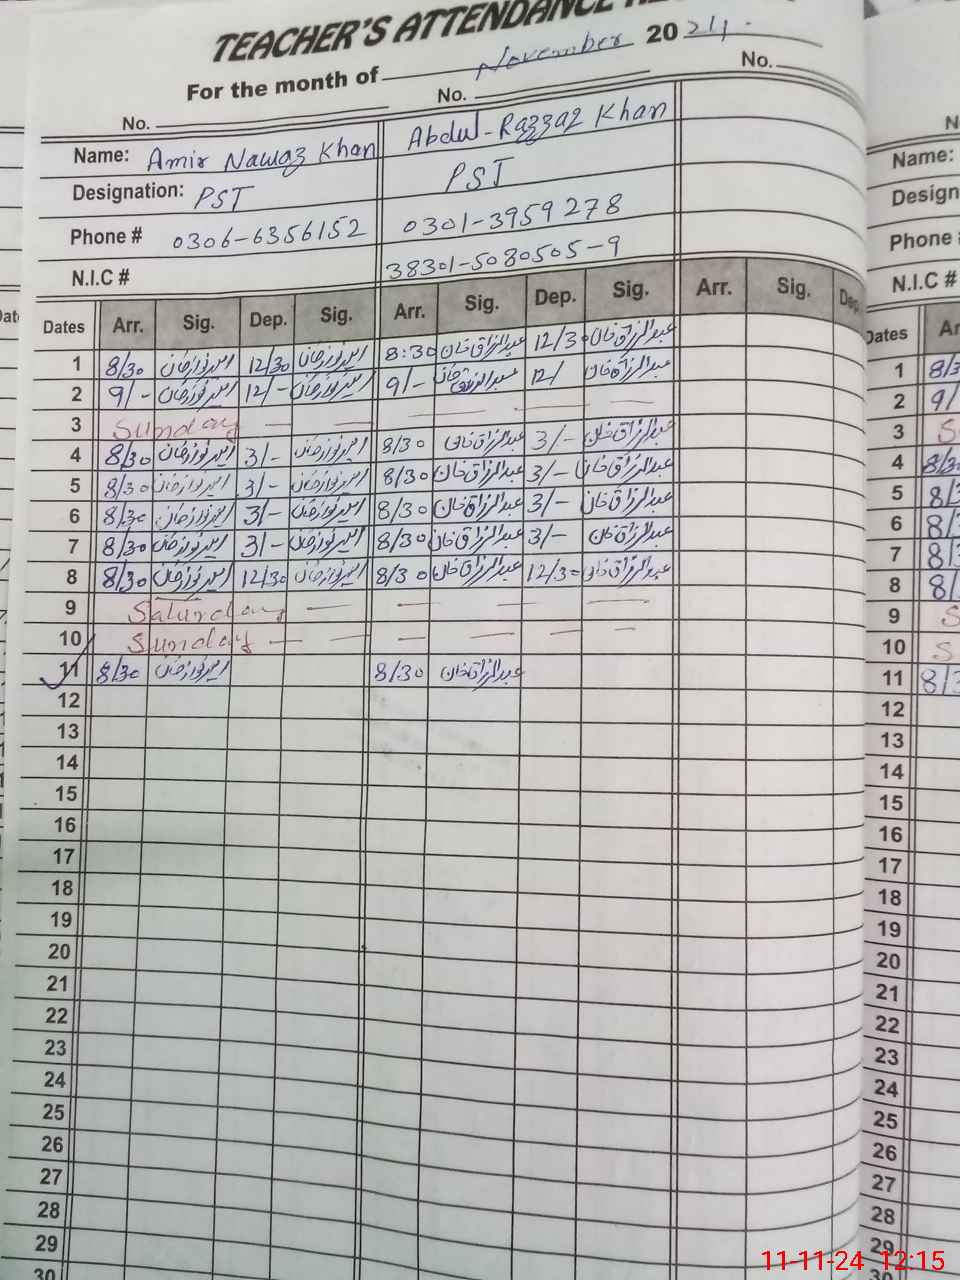 TEACHER'S ATTENDANCE
For the month of November 2024.
No. No. No.
Name: Amir Nawaz Khan Abdul-Razzaz Khan
Designation: PST PST
Phone # 0306-6356152 0301-3959278
N.I.C # 38301-5080505-9
Dates Arr. Sig. Dep. Sig. Arr. Sig. Dep. Sig. Arr. Sig. Dep.
1 8/30 امیر نواز خان 12/30 امیر نواز خان 8:30 عبدالرزاق خان 12/30 عبدالرزاق خان
2 9/- امیر نواز خان 12/- امیر نواز خان 9/- عبدالرزاق خان 12/ عبدالرزاق خان
3 Sunday — — — — — —
4 8/30 امیر نواز خان 3/- امیر نواز خان 8/30 عبدالرزاق خان 3/- عبدالرزاق خان
5 8/30 امیر نواز خان 3/- امیر نواز خان 8/30 عبدالرزاق خان 3/- عبدالرزاق خان
6 8/30 امیر نواز خان 3/- امیر نواز خان 8/30 عبدالرزاق خان 3/- عبدالرزاق خان
7 8/30 امیر نواز خان 3/- امیر نواز خان 8/30 عبدالرزاق خان 3/- عبدالرزاق خان
8 8/30 امیر نواز خان 12/30 امیر نواز خان 8/30 عبدالرزاق خان 12/30 عبدالرزاق خان
9 Saturday — — — —
10 Sunday — — — — — —
11 8/30 امیر نواز خان 8/30 عبدالرزاق خان
12
13
14
15
16
17
18
19
20
21
22
23
24
25
26
27
28
29
30
Name:
Design
Phone
N.I.C #
Dates
1 8/3
2 9/
3 S
4 8/3
5 8/
6 8/
7 8/3
8 8/
9 S
10 S
11 8/3
12
13
14
15
16
17
18
19
20
21
22
23
24
25
26
27
28
29
30
11-11-24 12:15